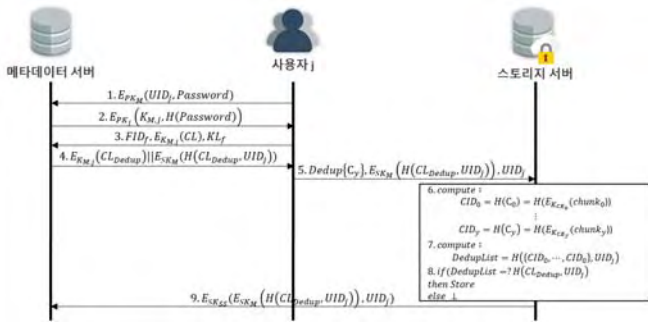 메타데이터 서버
사용자 j
스토리지 서버
1. E_{PK_M}(UID_j, Password)
2. E_{PK_j}(K_{M,j}, H(Password))
3. FID_f, E_{K_{M,j}}(CL), KL_f
4. E_{K_{M,j}}(CL_{Dedup})||E_{SK_M}(H(CL_{Dedup}, UID_j))
5. Dedup{C_y}, E_{SK_M}(H(CL_{Dedup}, UID_j)), UID_j
6. compute :
CID_0 = H(C_0) = H(E_{K_{CK_0}}(chunk_0))
⋮
CID_y = H(C_y) = H(E_{K_{CK_y}}(chunk_y))
7. compute :
DedupList = H({CID_0, ⋯, CID_y}, UID_j)
8. if(DedupList =? H(CL_{Dedup}, UID_j)
then Store
else ⊥
9. E_{SK_{SS}}(E_{SK_M}(H(CL_{Dedup}, UID_j)), UID_j)